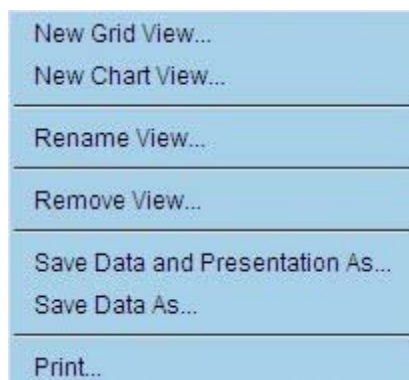 New Grid View...
New Chart View...
Rename View...
Remove View...
Save Data and Presentation As...
Save Data As...
Print...